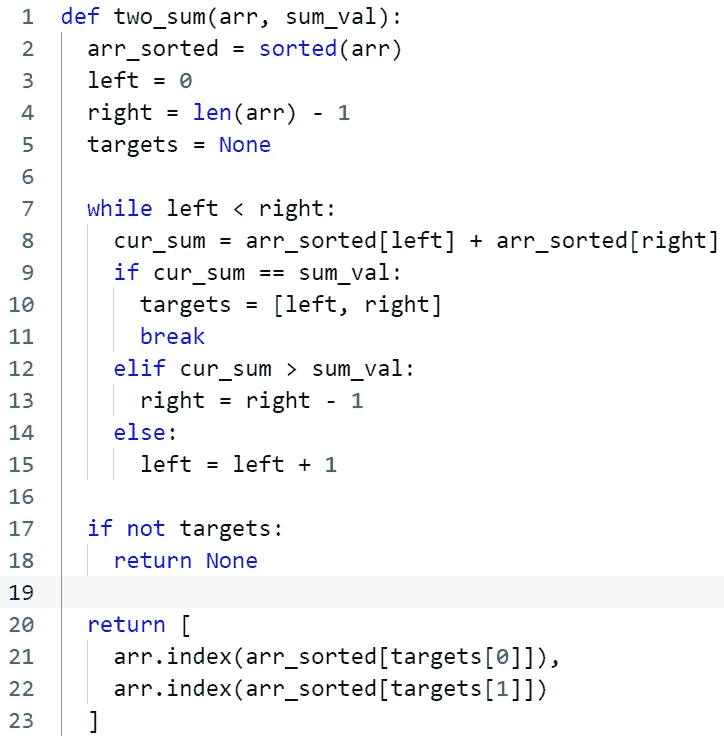 1 def two_sum(arr, sum_val):
2   arr_sorted = sorted(arr)
3   left = 0
4   right = len(arr) - 1
5   targets = None
6
7   while left < right:
8     cur_sum = arr_sorted[left] + arr_sorted[right]
9     if cur_sum == sum_val:
10       targets = [left, right]
11       break
12     elif cur_sum > sum_val:
13       right = right - 1
14     else:
15       left = left + 1
16
17   if not targets:
18     return None
19
20   return [
21     arr.index(arr_sorted[targets[0]]),
22     arr.index(arr_sorted[targets[1]])
23   ]